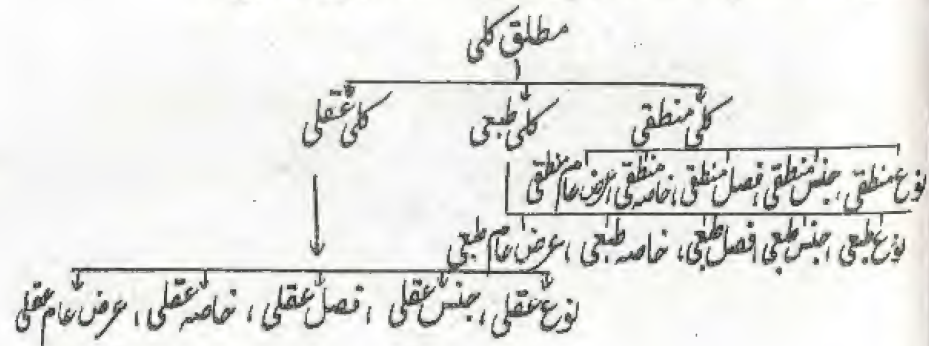 مطلق کلی
کلی منطقی کلی طبعی کلی عقلی
نوع منطقی، جنس منطقی، فصل منطقی، خاصہ منطقی، عرض عام منطقی
نوع طبعی، جنس طبعی، فصل طبعی، خاصہ طبعی، عرض عام طبعی
نوع عقلی، جنس عقلی، فصل عقلی، خاصہ عقلی، عرض عام عقلی